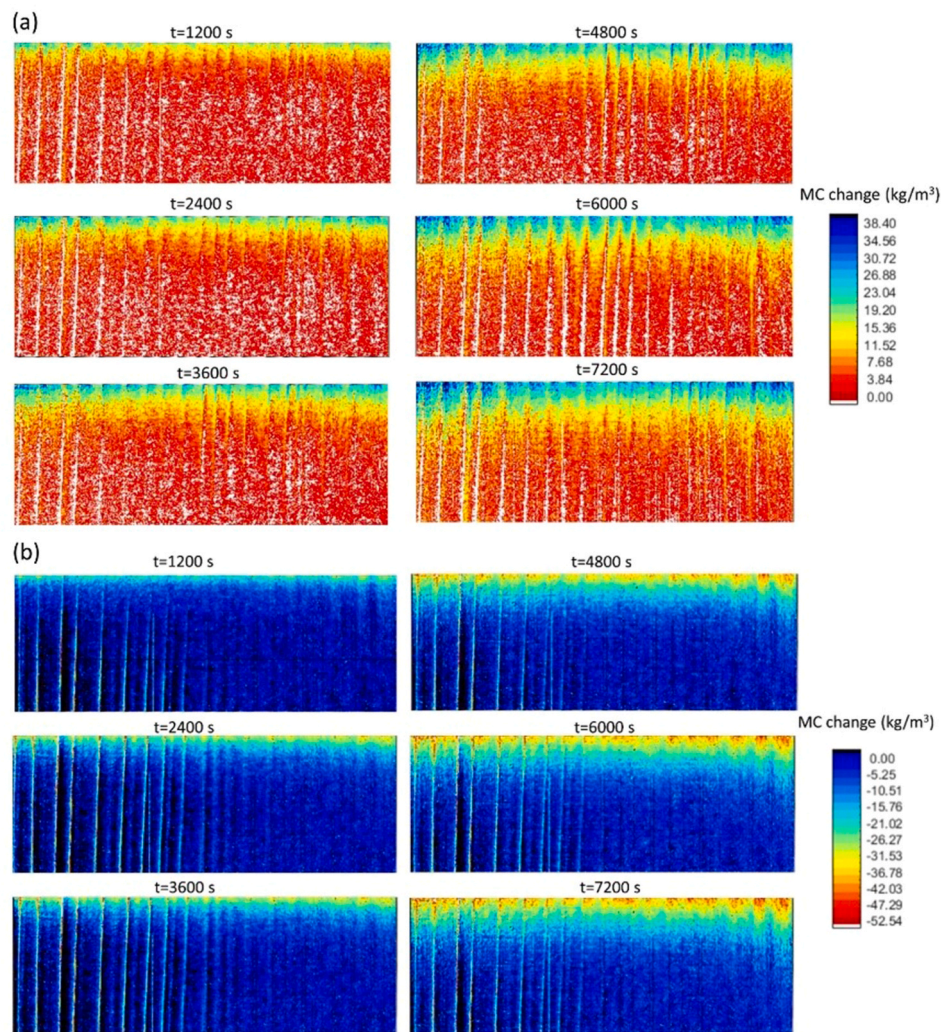 (a)
t=1200 s
t=4800 s
MC change (kg/m³)
t=2400 s
t=6000 s
38.40
34.56
30.72
26.88
23.04
19.20
15.36
11.52
7.68
3.84
0.00
t=3600 s
t=7200 s
(b)
t=1200 s
t=4800 s
MC change (kg/m³)
t=2400 s
t=6000 s
0.00
-5.25
-10.51
-15.76
-21.02
-26.27
-31.53
-36.78
-42.03
-47.29
-52.54
t=3600 s
t=7200 s